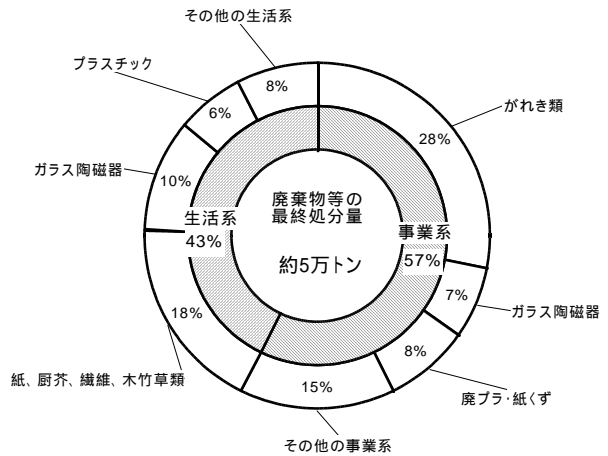 その他の生活系
プラスチック
8%
6%
がれき類
28%
ガラス陶磁器
10%
廃棄物等の
最終処分量
約5万トン
生活系
43%
事業系
57%
7%
ガラス陶磁器
18%
8%
紙、厨芥、繊維、木竹草類
15%
廃プラ・紙くず
その他の事業系